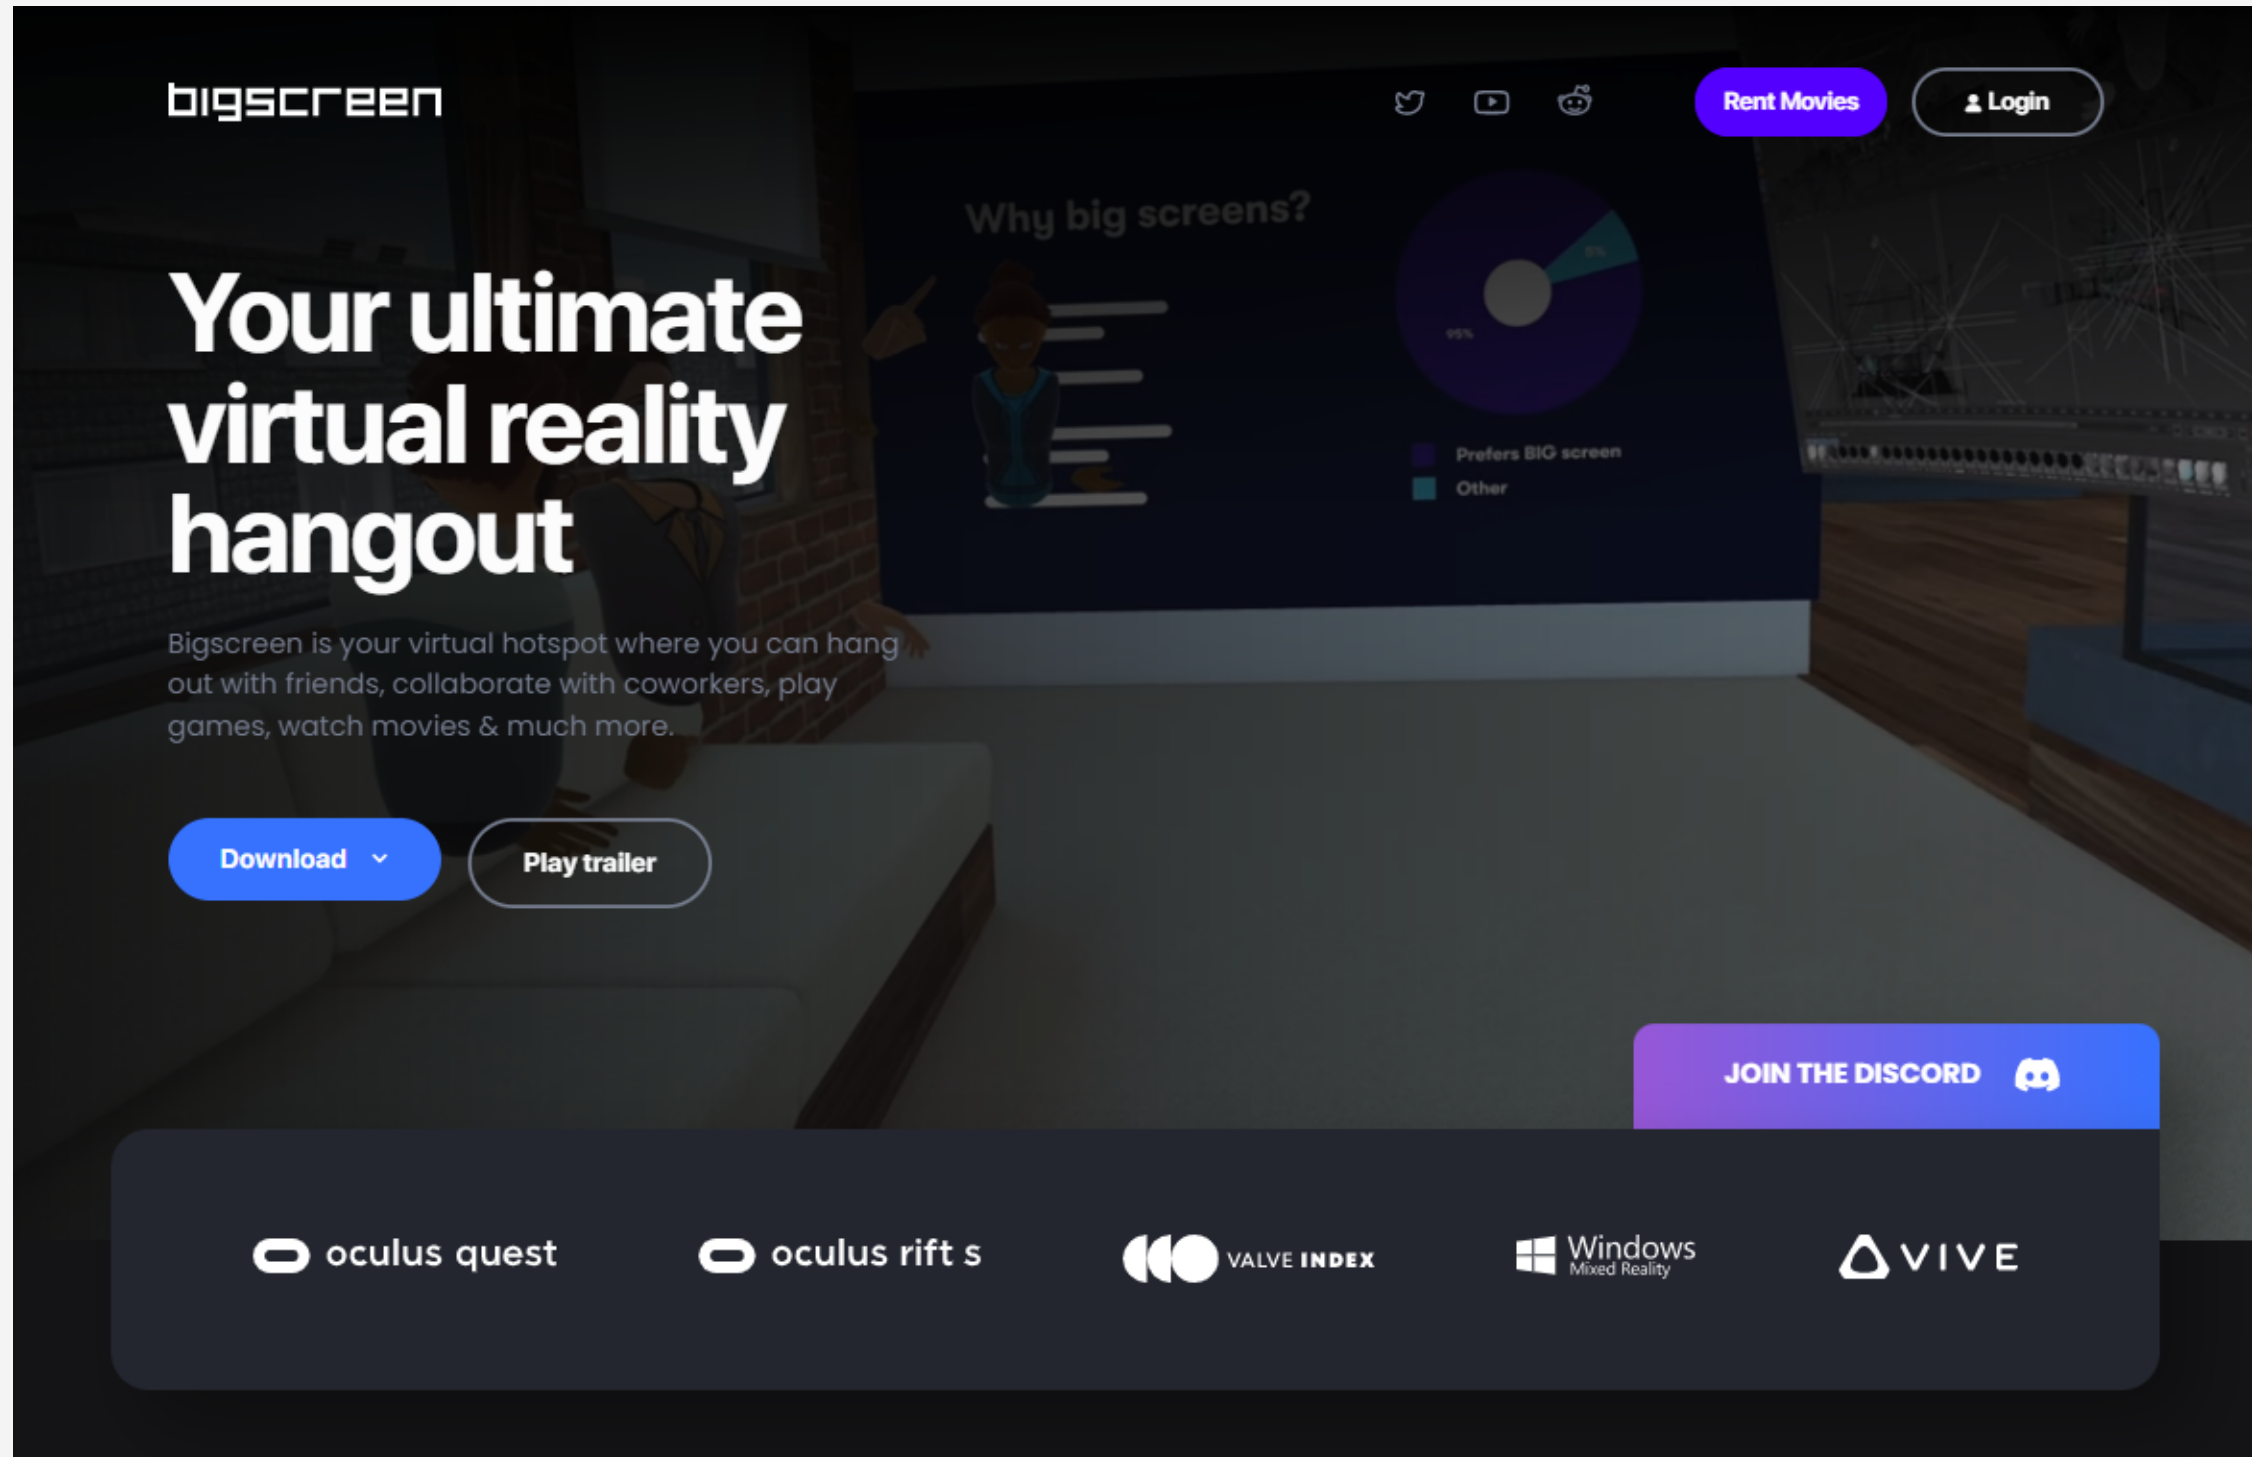 bigscreen
Rent Movies
Login
Why big screens?
5%
95%
Prefers BIG screen
Other
Your ultimate
virtual reality
hangout
Bigscreen is your virtual hotspot where you can hang
out with friends, collaborate with coworkers, play
games, watch movies & much more.
Download
Play trailer
JOIN THE DISCORD
oculus quest
oculus rift s
VALVE INDEX
Windows
Mixed Reality
VIVE